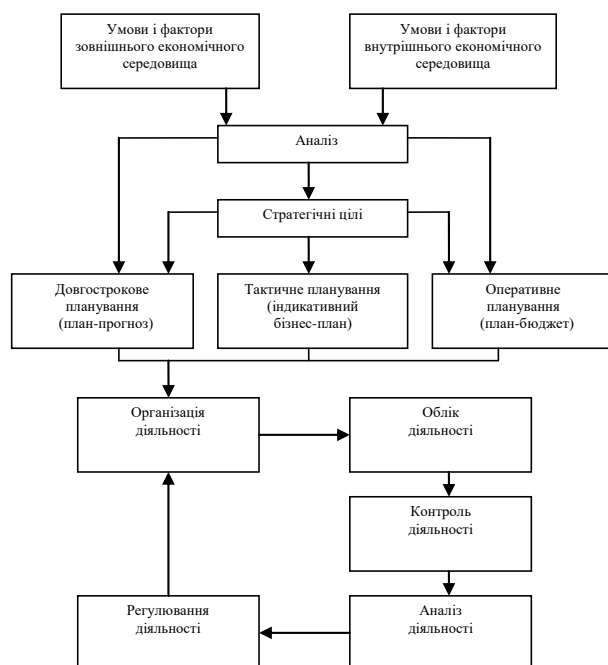 Умови і фактори
зовнішнього економічного
середовища
Умови і фактори
внутрішнього економічного
середовища
Аналіз
Стратегічні цілі
Довгострокове
планування
(план-прогноз)
Тактичне планування
(індикативний
бізнес-план)
Оперативне
планування
(план-бюджет)
Організація
діяльності
Облік
діяльності
Контроль
діяльності
Регулювання
діяльності
Аналіз
діяльності